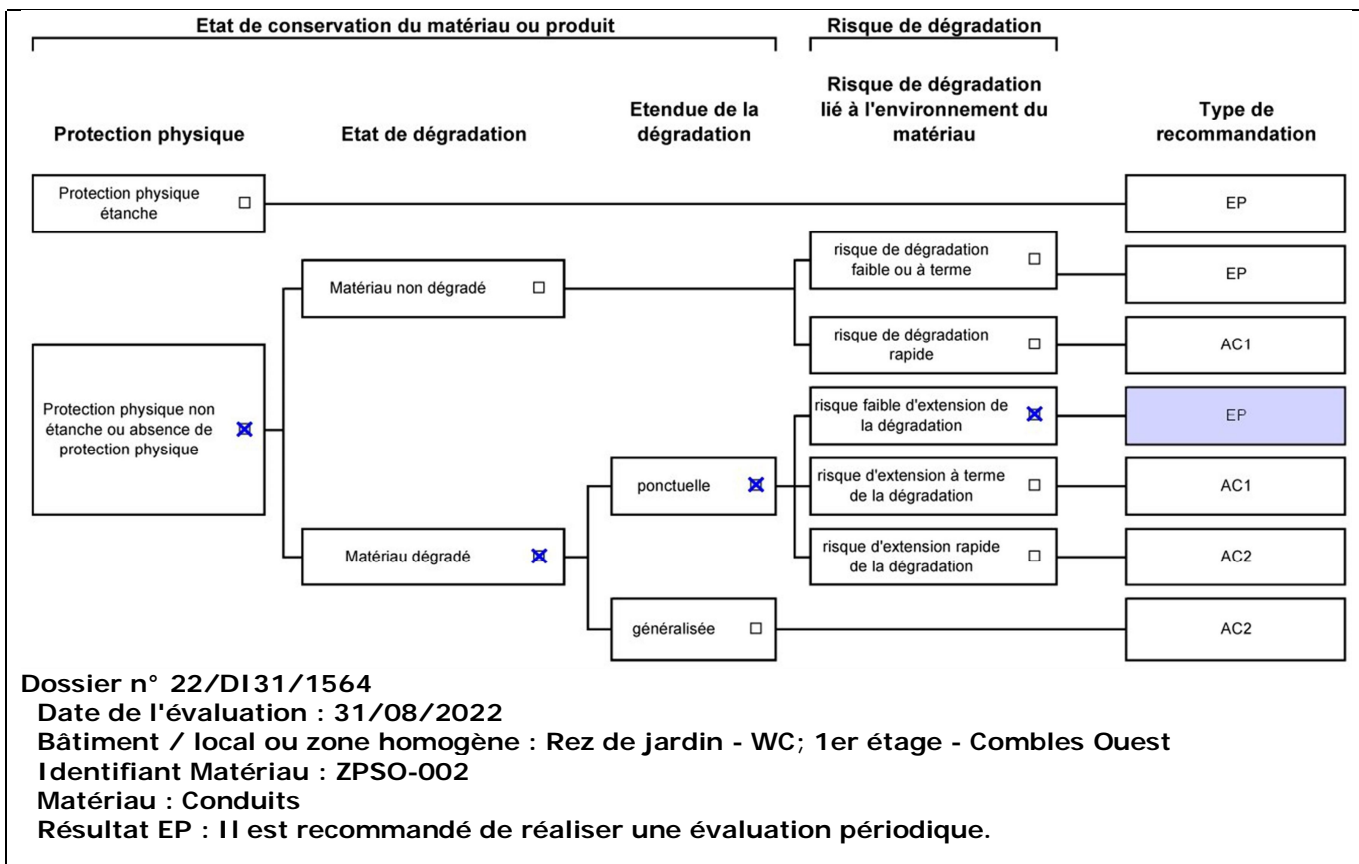 Etat de conservation du matériau ou produit
Risque de dégradation
Protection physique
Etat de dégradation
Etendue de la
dégradation
Risque de dégradation
lié à l'environnement du
matériau
Type de
recommandation
Protection physique
étanche
EP
risque de dégradation
faible ou à terme
EP
Matériau non dégradé
risque de dégradation
rapide
AC1
Protection physique non
étanche ou absence de
protection physique
risque faible d'extension de
la dégradation
EP
ponctuelle
risque d'extension à terme
de la dégradation
AC1
Matériau dégradé
risque d'extension rapide
de la dégradation
AC2
généralisée
AC2
Dossier n° 22/DI31/1564
Date de l'évaluation : 31/08/2022
Bâtiment / local ou zone homogène : Rez de jardin - WC; 1er étage - Combles Ouest
Identifiant Matériau : ZPSO-002
Matériau : Conduits
Résultat EP : Il est recommandé de réaliser une évaluation périodique.